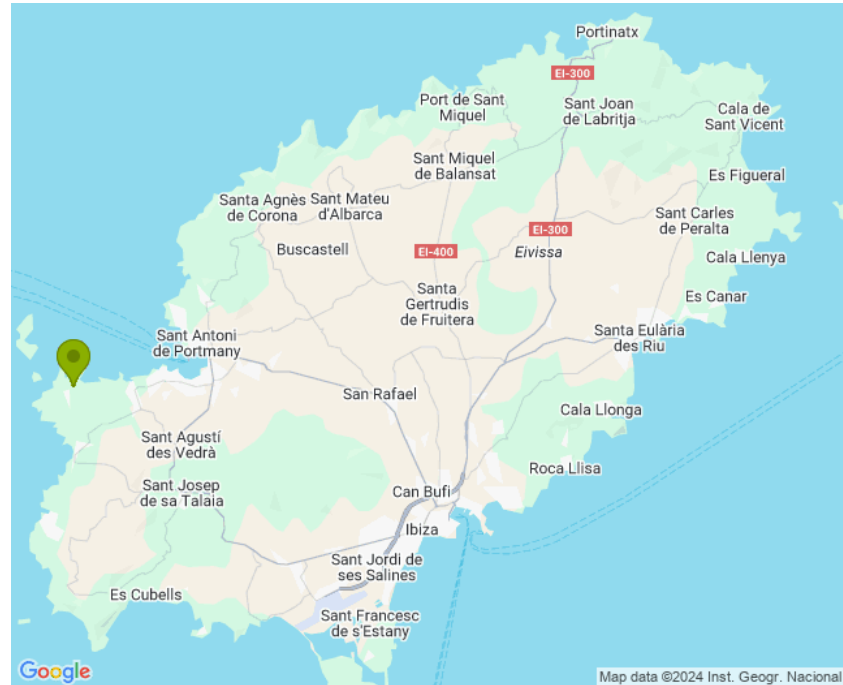 Portinatx
EI-300
Port de Sant
Miquel
Sant Joan
de Labritja
Cala de
Sant Vicent
Sant Miquel
de Balansat
Es Figueral
Santa Agnès
de Corona
Sant Mateu
d'Albarca
Sant Carles
de Peralta
EI-300
Buscastell
EI-400
Eivissa
Cala Llenya
Santa
Gertrudis
de Fruitera
Es Canar
Sant Antoni
de Portmany
Santa Eulària
des Riu
San Rafael
Cala Llonga
Sant Agustí
des Vedrà
Roca Llisa
Sant Josep
de sa Talaia
Can Bufí
Ibiza
Sant Jordi de
ses Salines
Es Cubells
Sant Francesc
de s'Estany
Google
Map data ©2024 Inst. Geogr. Nacional